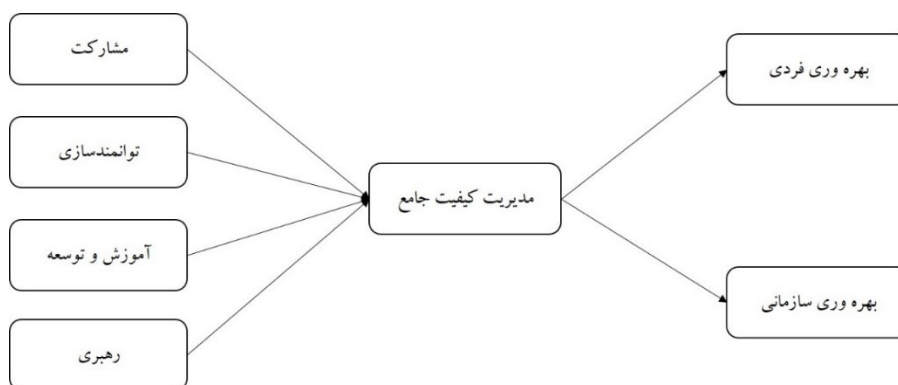 مشارکت
توانمندسازی
آموزش و توسعه
رهبری
مدیریت کیفیت جامع
بهره وری فردی
بهره وری سازمانی